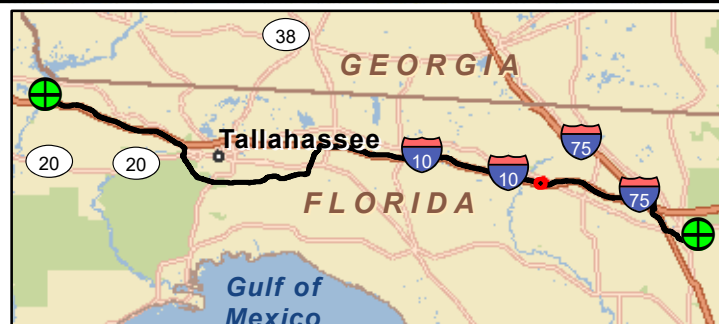 38
GEORGIA
Tallahassee
75
10
10
20
20
FLORIDA
75
Gulf of
Mexico